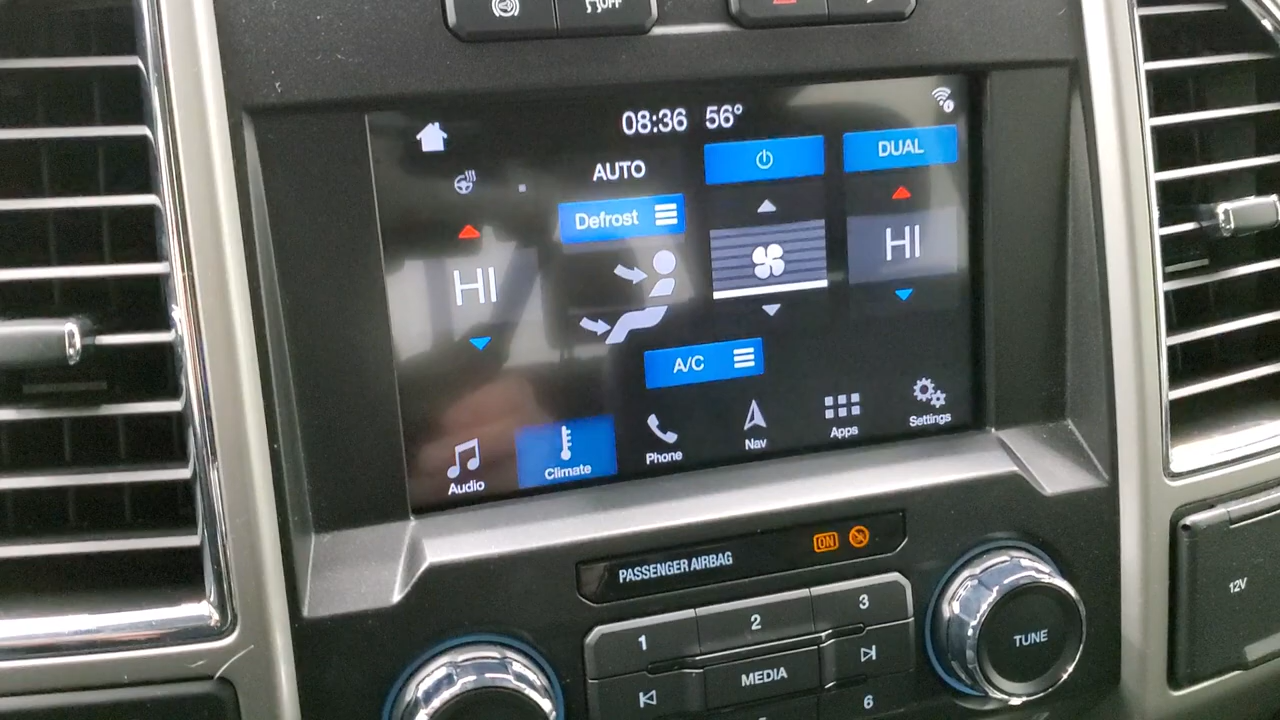 OFF
08:36 56°
AUTO
DUAL
Defrost
HI
HI
A/C
Audio
Climate
Phone
Nav
Apps
Settings
PASSENGER AIRBAG
ON
1
2
3
MEDIA
6
TUNE
12V